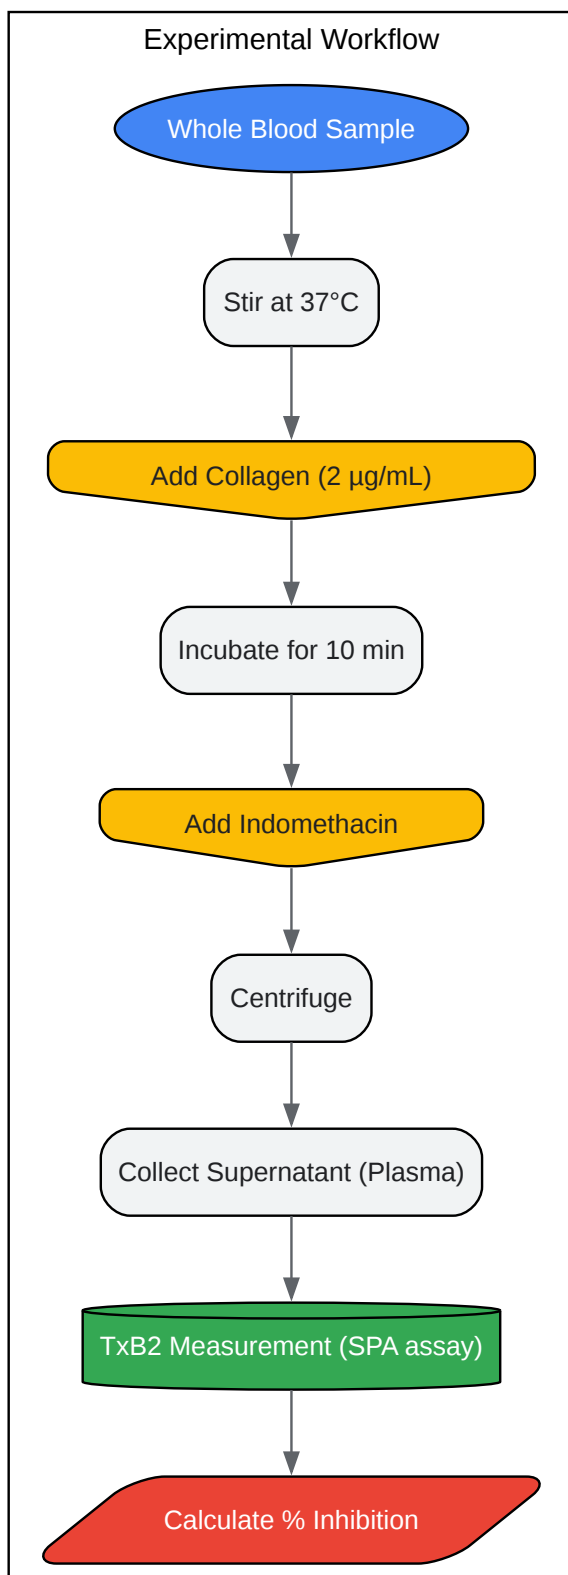 Experimental Workflow
Whole Blood Sample
Stir at 37°C
Add Collagen (2 µg/mL)
Incubate for 10 min
Add Indomethacin
Centrifuge
Collect Supernatant (Plasma)
TxB2 Measurement (SPA assay)
Calculate % Inhibition